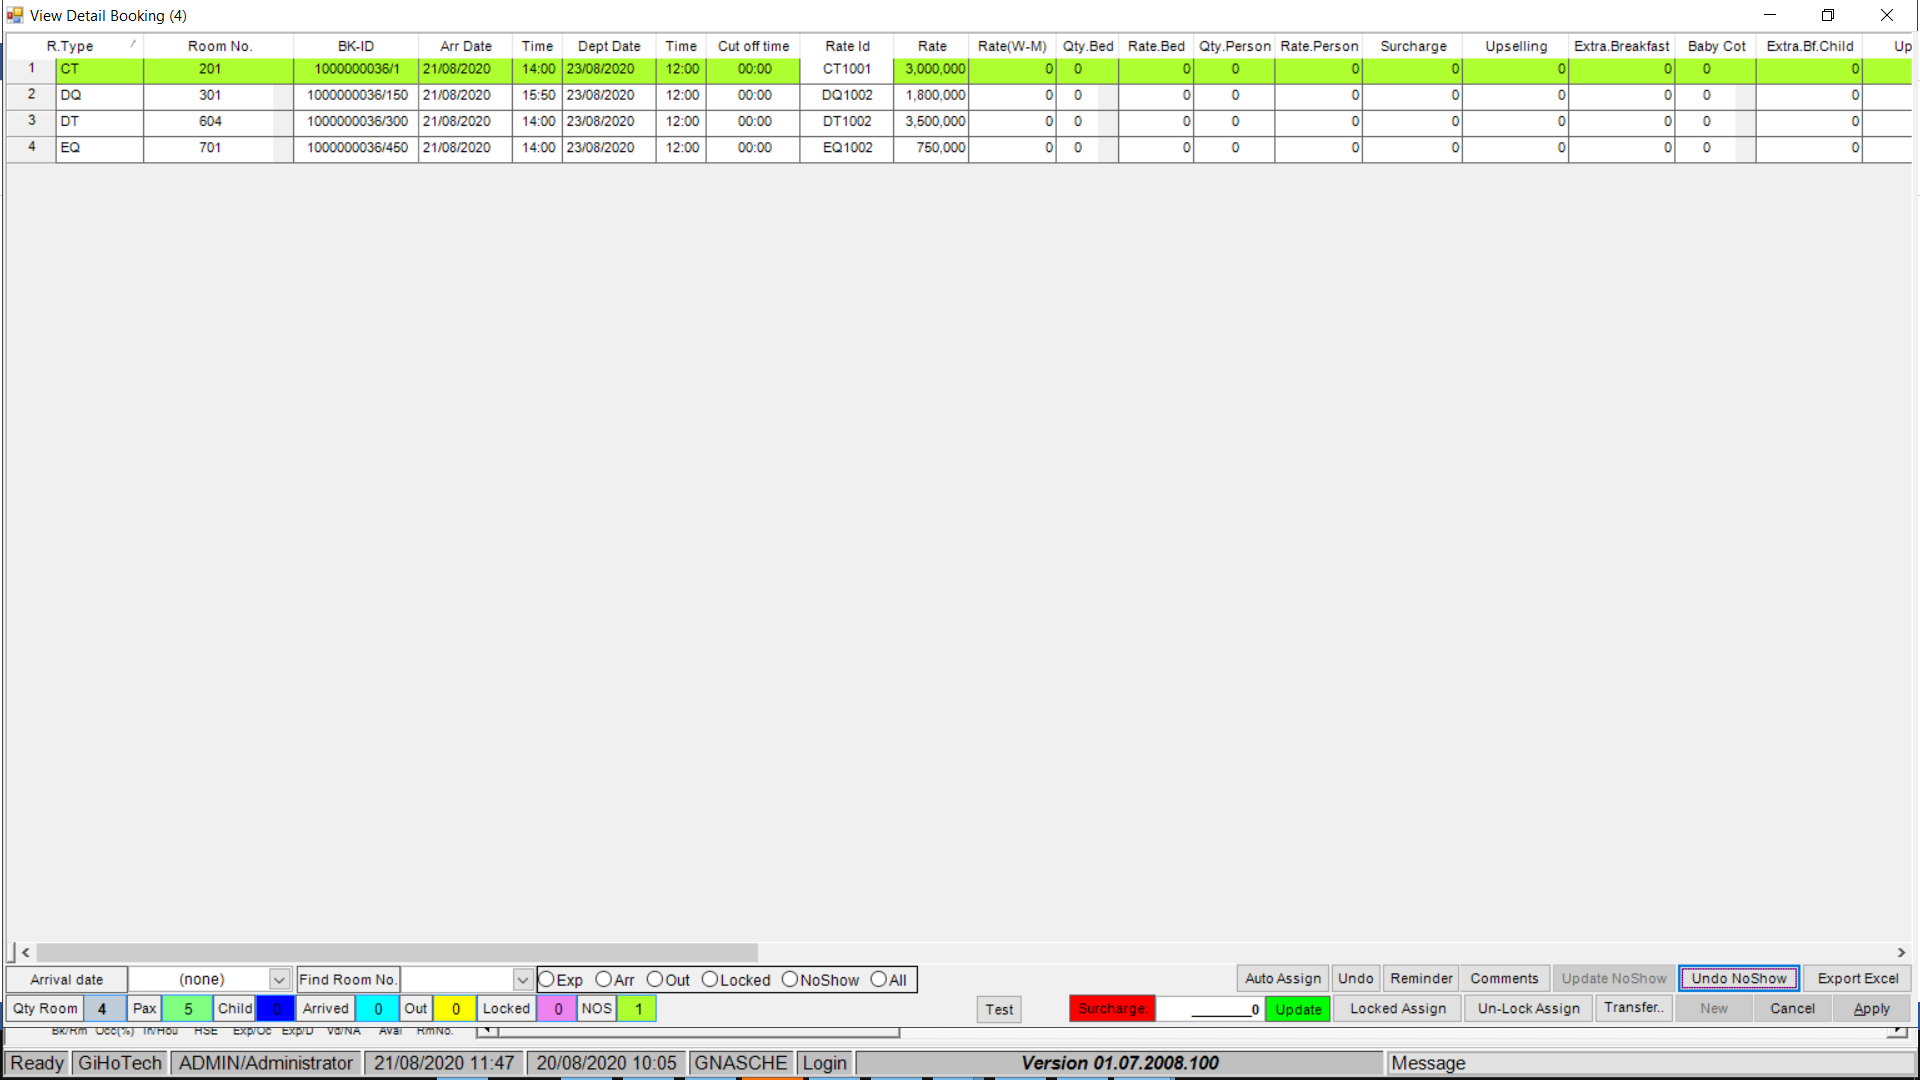 View Detail Booking (4)
R.Type Room No. BK-ID Arr Date Time Dept Date Time Cut off time Rate Id Rate Rate(W-M) Qty.Bed Rate.Bed Qty.Person Rate.Person Surcharge Upselling Extra.Breakfast Baby Cot Extra.Bf.Child Up
1 CT 201 1000000036/1 21/08/2020 14:00 23/08/2020 12:00 00:00 CT1001 3,000,000 0 0 0 0 0 0 0 0 0 0
2 DQ 301 1000000036/150 21/08/2020 15:50 23/08/2020 12:00 00:00 DQ1002 1,800,000 0 0 0 0 0 0 0 0 0 0
3 DT 604 1000000036/300 21/08/2020 14:00 23/08/2020 12:00 00:00 DT1002 3,500,000 0 0 0 0 0 0 0 0 0 0
4 EQ 701 1000000036/450 21/08/2020 14:00 23/08/2020 12:00 00:00 EQ1002 750,000 0 0 0 0 0 0 0 0 0 0
Arrival date (none) Find Room No. Exp Arr Out Locked NoShow All Auto Assign Undo Reminder Comments Update NoShow Undo NoShow Export Excel
Qty Room 4 Pax 5 Child 0 Arrived 0 Out 0 Locked 0 NOS 1 Test Surcharge: 0 Update Locked Assign Un-Lock Assign Transfer.. New Cancel Apply
Bk/Rm Occ(%) In/Hou HSE Exp/Oc Exp/D Vd/NA Aval RmNo.
Ready GiHoTech ADMIN/Administrator 21/08/2020 11:47 20/08/2020 10:05 GNASCHE Login Version 01.07.2008.100 Message